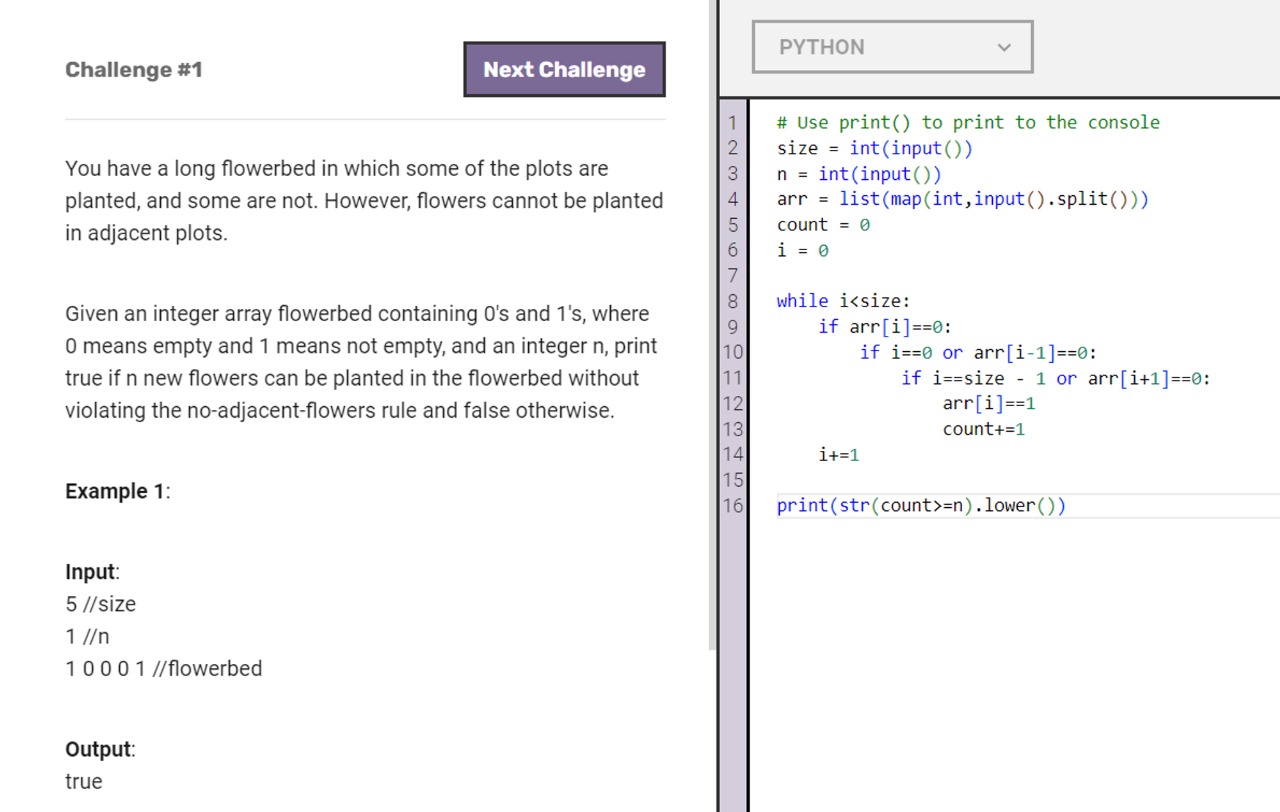 Challenge #1
Next Challenge
You have a long flowerbed in which some of the plots are
planted, and some are not. However, flowers cannot be planted
in adjacent plots.
Given an integer array flowerbed containing 0's and 1's, where
0 means empty and 1 means not empty, and an integer n, print
true if n new flowers can be planted in the flowerbed without
violating the no-adjacent-flowers rule and false otherwise.
Example 1:
Input:
5 //size
1 //n
1 0 0 0 1 //flowerbed
Output:
true
PYTHON
1 # Use print() to print to the console
2 size = int(input())
3 n = int(input())
4 arr = list(map(int,input().split()))
5 count = 0
6 i = 0
7
8 while i<size:
9     if arr[i]==0:
10         if i==0 or arr[i-1]==0:
11             if i==size - 1 or arr[i+1]==0:
12                 arr[i]==1
13                 count+=1
14     i+=1
15
16 print(str(count>=n).lower())